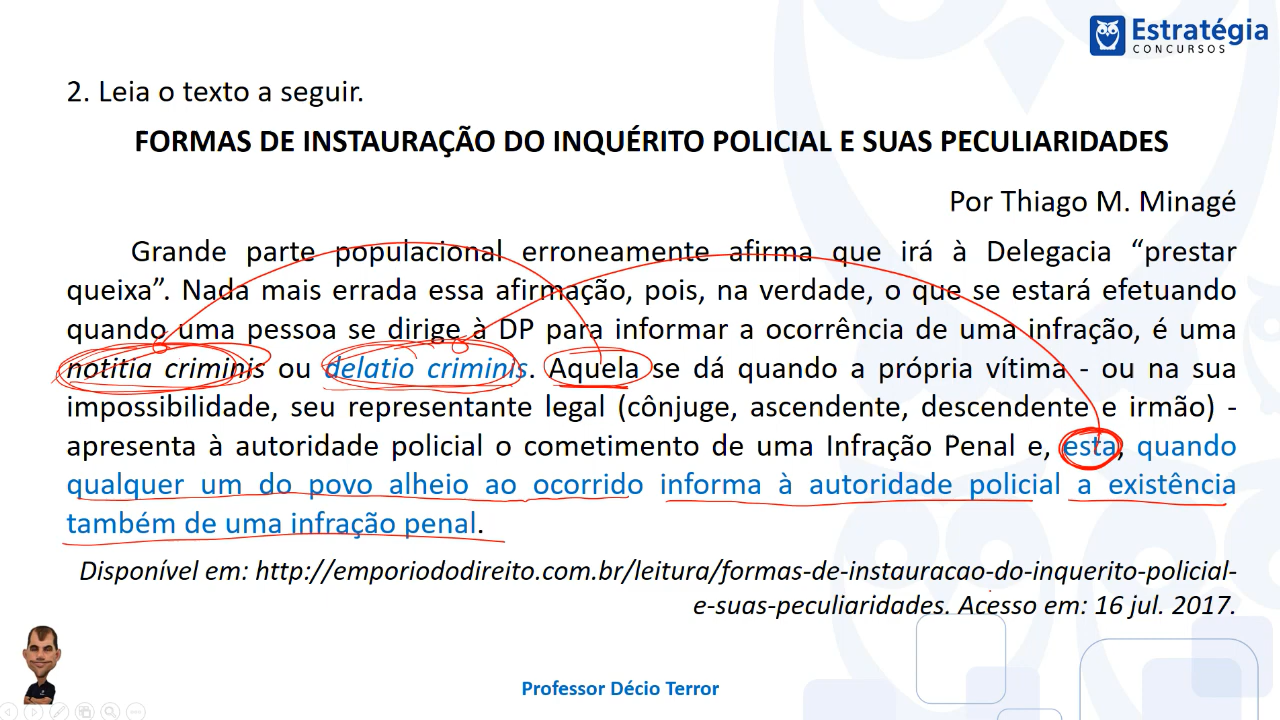 Estratégia
CONCURSOS
2. Leia o texto a seguir.
FORMAS DE INSTAURAÇÃO DO INQUÉRITO POLICIAL E SUAS PECULIARIDADES
Por Thiago M. Minagé
Grande parte populacional erroneamente afirma que irá à Delegacia “prestar
queixa”. Nada mais errada essa afirmação, pois, na verdade, o que se estará efetuando
quando uma pessoa se dirige à DP para informar a ocorrência de uma infração, é uma
notitia criminis ou delatio criminis. Aquela se dá quando a própria vítima - ou na sua
impossibilidade, seu representante legal (cônjuge, ascendente, descendente e irmão) -
apresenta à autoridade policial o cometimento de uma Infração Penal e, esta, quando
qualquer um do povo alheio ao ocorrido informa à autoridade policial a existência
também de uma infração penal.
Disponível em: http://emporiododireito.com.br/leitura/formas-de-instauracao-do-inquerito-policial-
e-suas-peculiaridades. Acesso em: 16 jul. 2017.
Professor Décio Terror